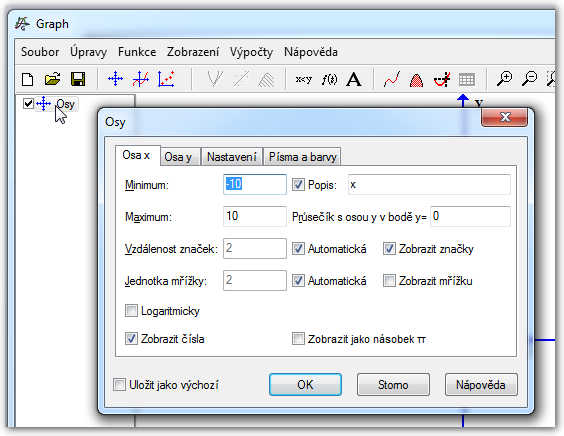 Graph
Soubor Úpravy Funkce Zobrazení Výpočty Nápověda
x<y f(x) A
Osy
y
Osy
Osa x Osa y Nastavení Písma a barvy
Minimum: -10 Popis: x
Maximum: 10 Průsečík s osou y v bodě y= 0
Vzdálenost značek: 2 Automatická Zobrazit značky
Jednotka mřížky: 2 Automatická Zobrazit mřížku
Logaritmicky
Zobrazit čísla Zobrazit jako násobek π
Uložit jako výchozí OK Storno Nápověda